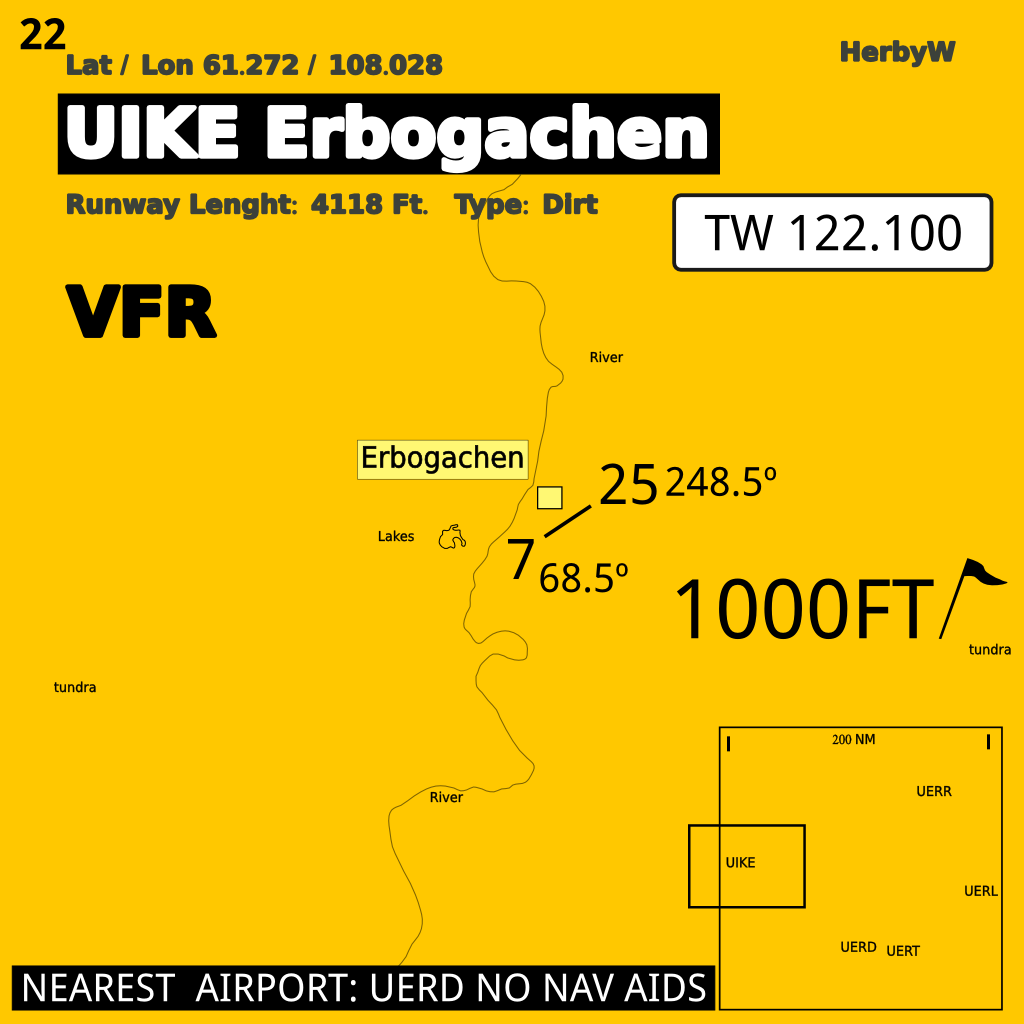 22
Lat / Lon 61.272 / 108.028
HerbyW
UIKE Erbogachen
Runway Lenght: 4118 Ft. Type: Dirt
TW 122.100
VFR
River
Erbogachen
25 248.5º
Lakes
7 68.5º
1000FT
tundra
tundra
200 NM
River
UERR
UIKE
UERL
UERD UERT
NEAREST AIRPORT: UERD NO NAV AIDS